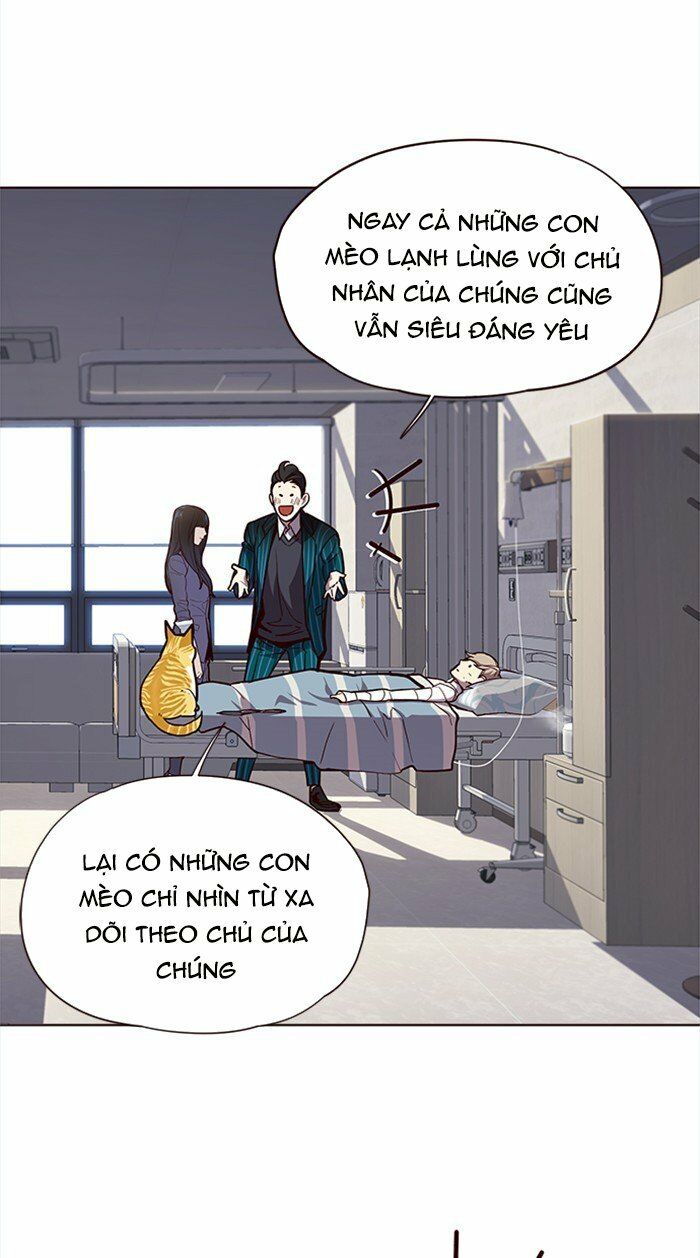 NGAY CẢ NHỮNG CON
MÈO LẠNH LÙNG VỚI CHỦ
NHÂN CỦA CHÚNG CŨNG
VẪN SIÊU ĐÁNG YÊU
LẠI CÓ NHỮNG CON
MÈO CHỈ NHÌN TỪ XA
DÕI THEO CHỦ CỦA
CHÚNG